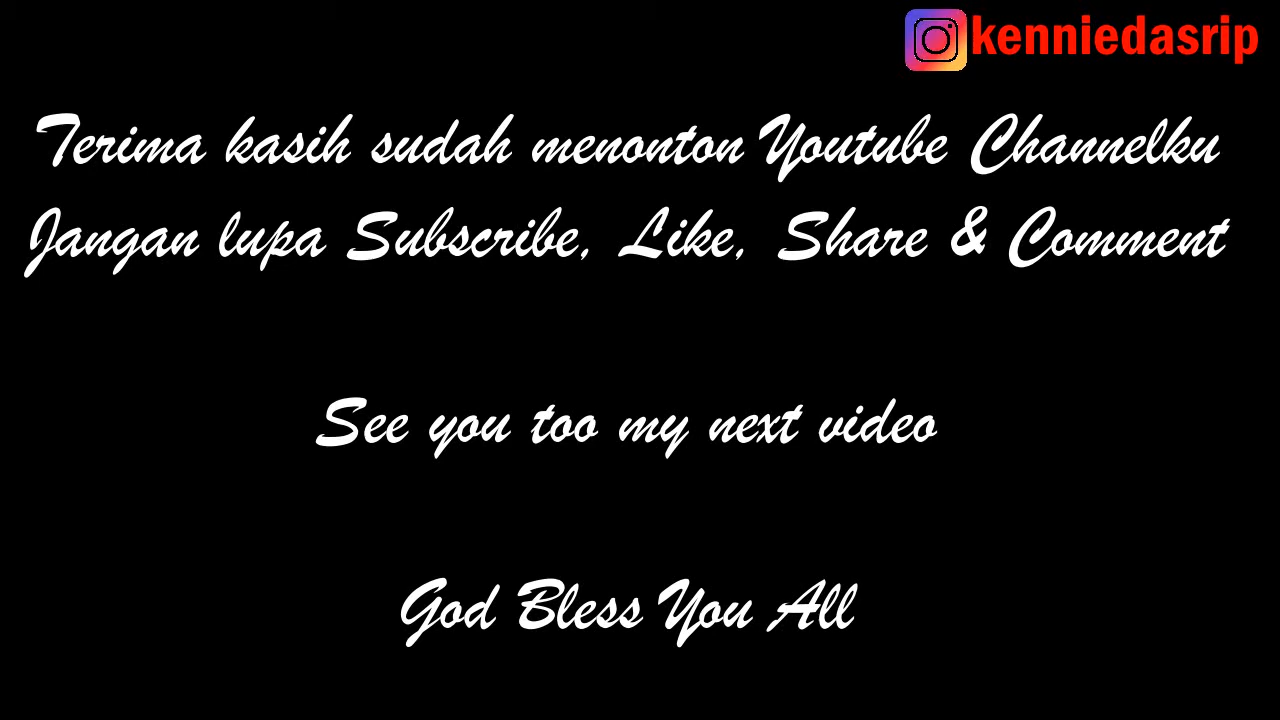 kenniedasrip
Terima kasih sudah menonton Youtube Channelku
Jangan lupa Subscribe, Like, Share & Comment
See you too my next video
God Bless You All